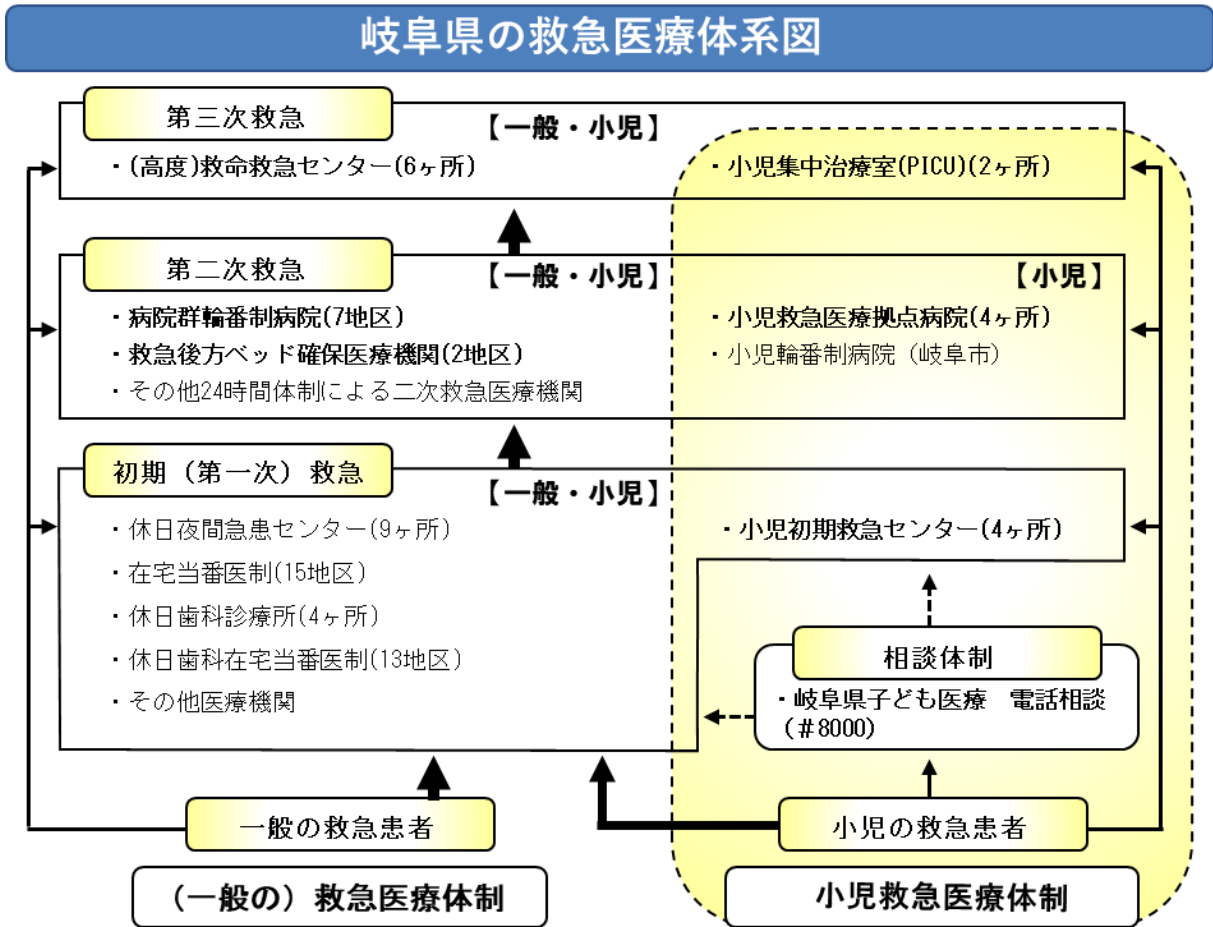 岐阜県の救急医療体系図
第三次救急
【一般・小児】
・(高度)救命救急センター(6ヶ所)
・小児集中治療室(PICU)(2ヶ所)
第二次救急
【一般・小児】
【小児】
・病院群輪番制病院(7地区)
・救急後方ベッド確保医療機関(2地区)
・その他24時間体制による二次救急医療機関
・小児救急医療拠点病院(4ヶ所)
・小児輪番制病院（岐阜市）
初期（第一次）救急
【一般・小児】
・休日夜間急患センター(9ヶ所)
・在宅当番医制(15地区)
・休日歯科診療所(4ヶ所)
・休日歯科在宅当番医制(13地区)
・その他医療機関
・小児初期救急センター(4ヶ所)
相談体制
・岐阜県子ども医療　電話相談
(＃8000)
一般の救急患者
小児の救急患者
（一般の）救急医療体制
小児救急医療体制